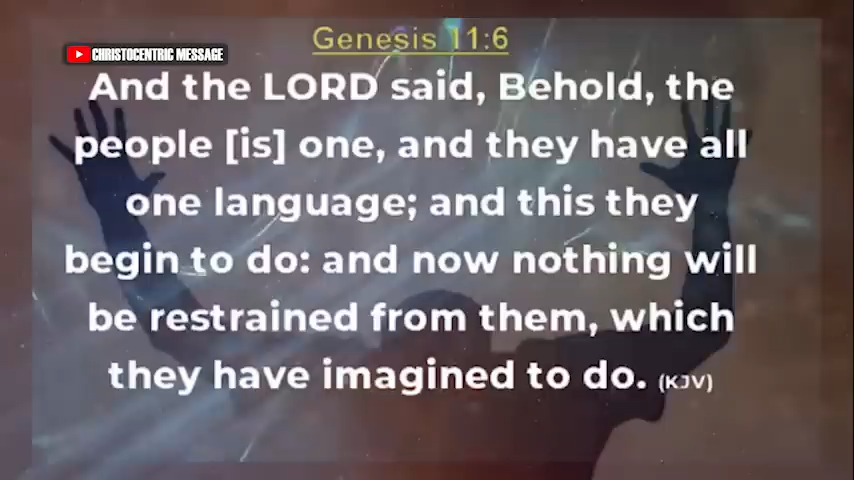 Genesis 11:6
CHRISTOCENTRIC MESSAGE
And the LORD said, Behold, the
people [is] one, and they have all
one language; and this they
begin to do: and now nothing will
be restrained from them, which
they have imagined to do. (KJV)